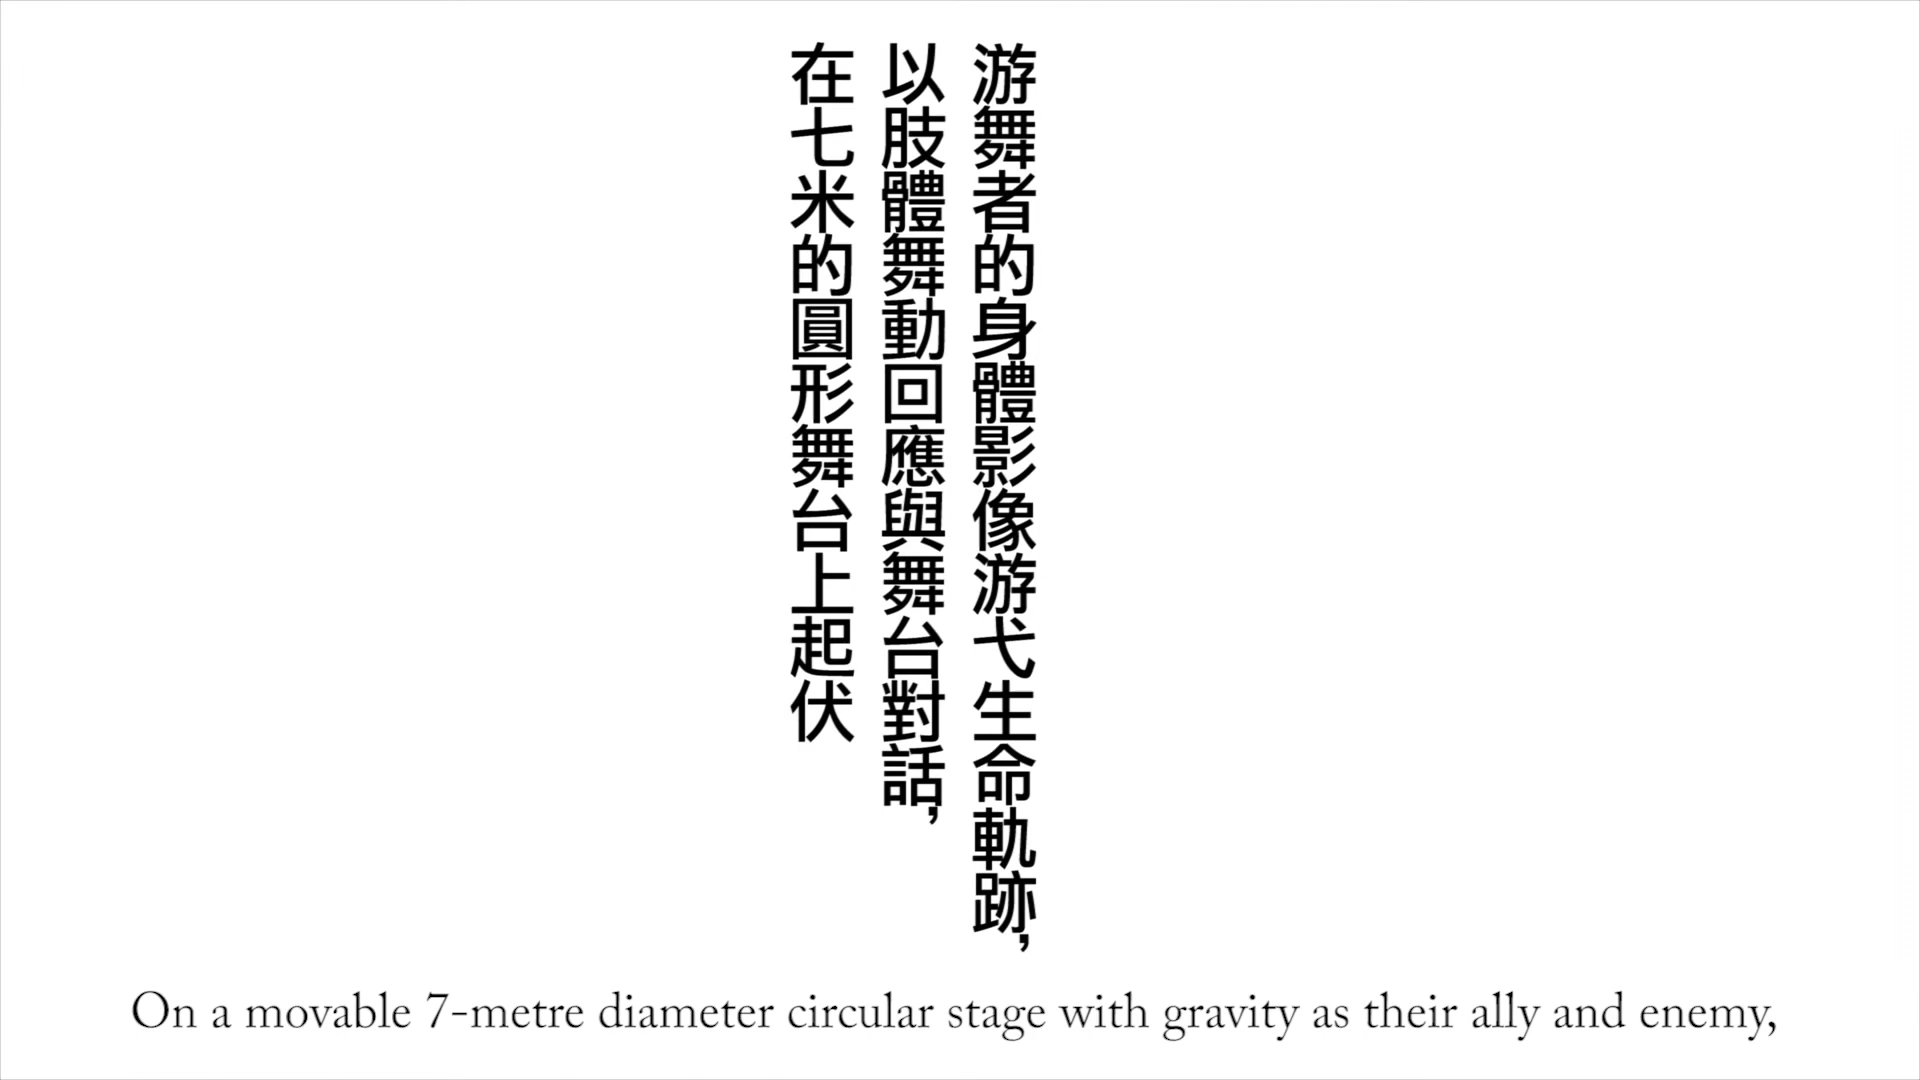 游舞者的身體影像游弋生命軌跡,
以肢體舞動回應與舞台對話,
在七米的圓形舞台上起伏
On a movable 7-metre diameter circular stage with gravity as their ally and enemy,